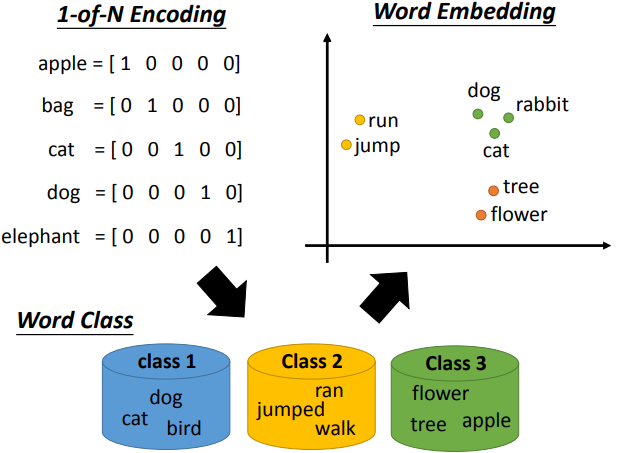 1-of-N Encoding
apple = [ 1 0 0 0 0]
bag = [ 0 1 0 0 0]
cat = [ 0 0 1 0 0]
dog = [ 0 0 0 1 0]
elephant = [ 0 0 0 0 1]
Word Embedding
dog
rabbit
run
jump
cat
tree
flower
Word Class
class 1
dog
cat
bird
Class 2
ran
jumped
walk
Class 3
flower
tree apple